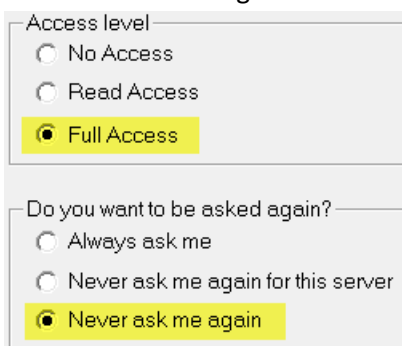 Access level
No Access
Read Access
Full Access
Do you want to be asked again?
Always ask me
Never ask me again for this server
Never ask me again